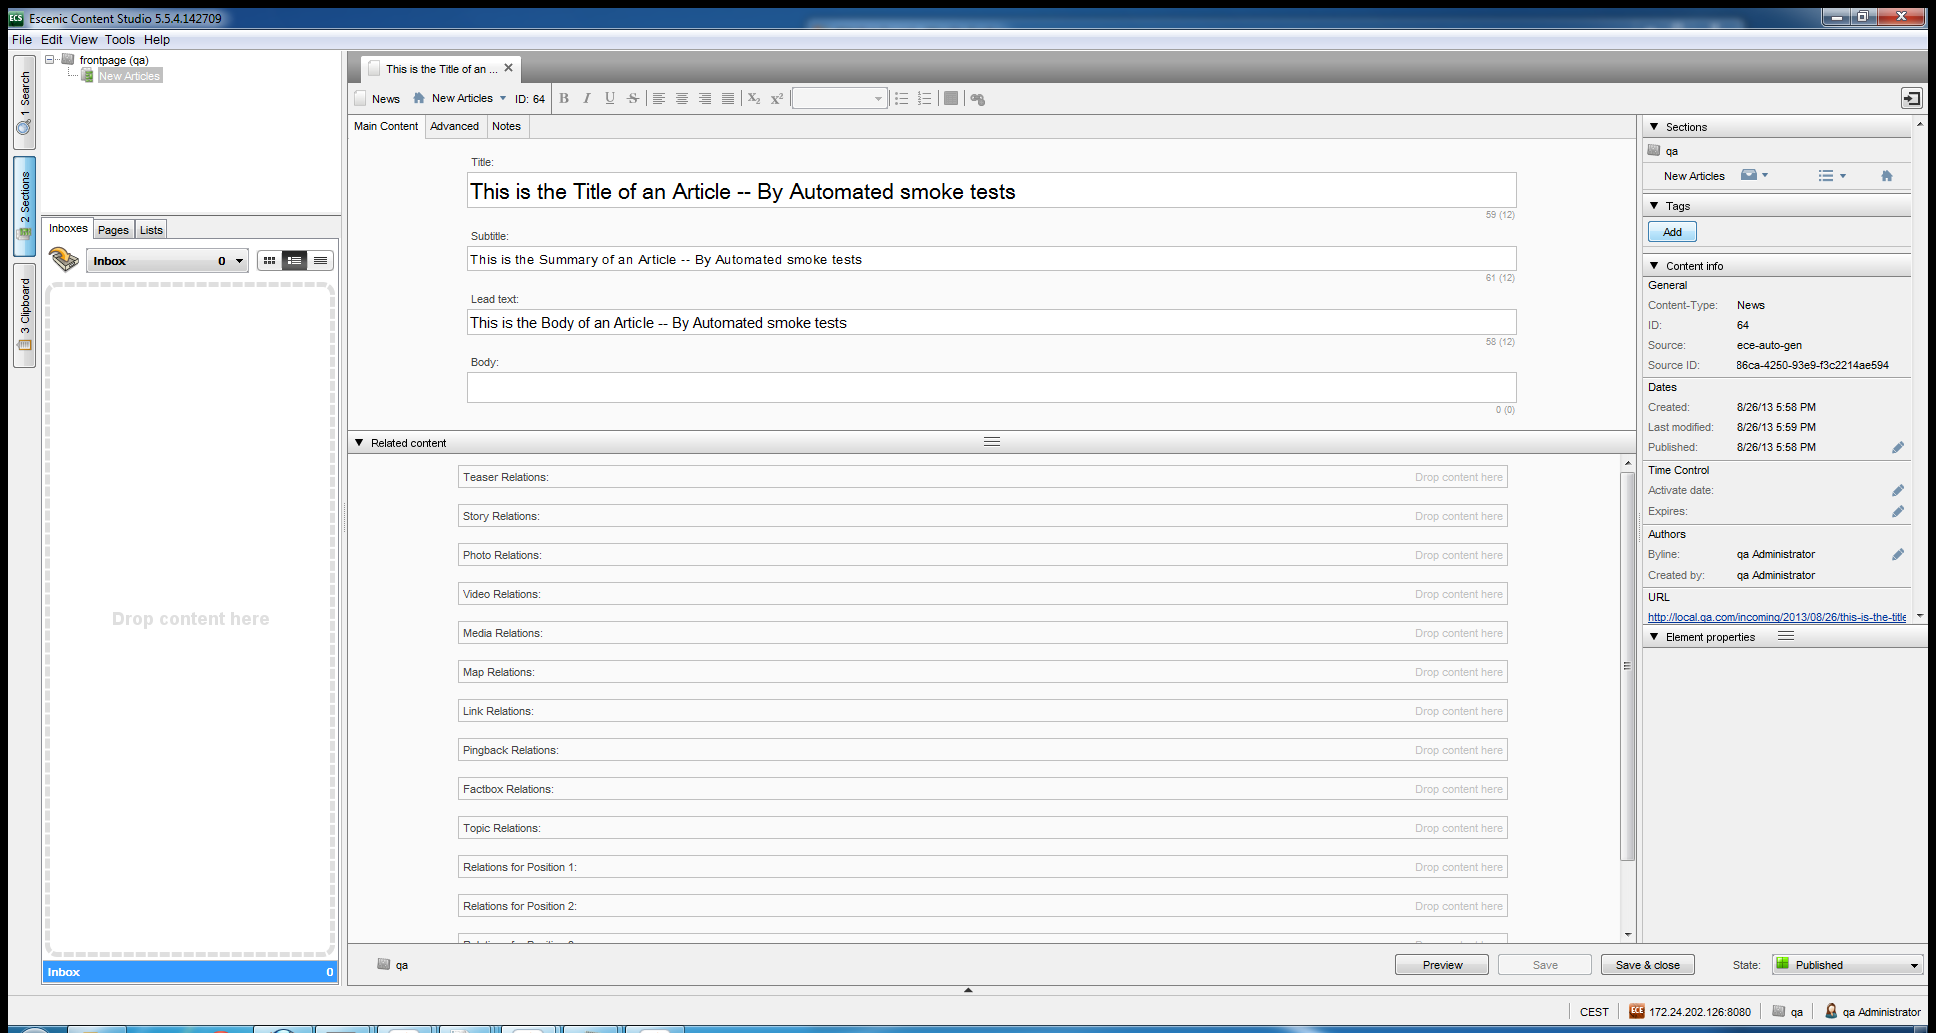 Escenic Content Studio 5.5.4.142709
File Edit View Tools Help
1 Search
2 Sections
3 Clipboard
frontpage (qa)
New Articles
Inboxes Pages Lists
Inbox 0
Drop content here
Inbox 0
This is the Title of an ...
News New Articles ID: 64 B I U S X2 X2
Main Content Advanced Notes
Title:
This is the Title of an Article -- By Automated smoke tests
59 (12)
Subtitle:
This is the Summary of an Article -- By Automated smoke tests
61 (12)
Lead text:
This is the Body of an Article -- By Automated smoke tests
58 (12)
Body:
0 (0)
Related content
Teaser Relations: Drop content here
Story Relations: Drop content here
Photo Relations: Drop content here
Video Relations: Drop content here
Media Relations: Drop content here
Map Relations: Drop content here
Link Relations: Drop content here
Pingback Relations: Drop content here
Factbox Relations: Drop content here
Topic Relations: Drop content here
Relations for Position 1: Drop content here
Relations for Position 2: Drop content here
qa
Preview Save Save & close State: Published
Sections
qa
New Articles
Tags
Add
Content info
General
Content-Type: News
ID: 64
Source: ece-auto-gen
Source ID: 86ca-4250-93e9-f3c2214ae594
Dates
Created: 8/26/13 5:58 PM
Last modified: 8/26/13 5:59 PM
Published: 8/26/13 5:58 PM
Time Control
Activate date:
Expires:
Authors
Byline: qa Administrator
Created by: qa Administrator
URL
http://local.qa.com/incoming/2013/08/26/this-is-the-title
Element properties
CEST ECE 172.24.202.126:8080 qa qa Administrator